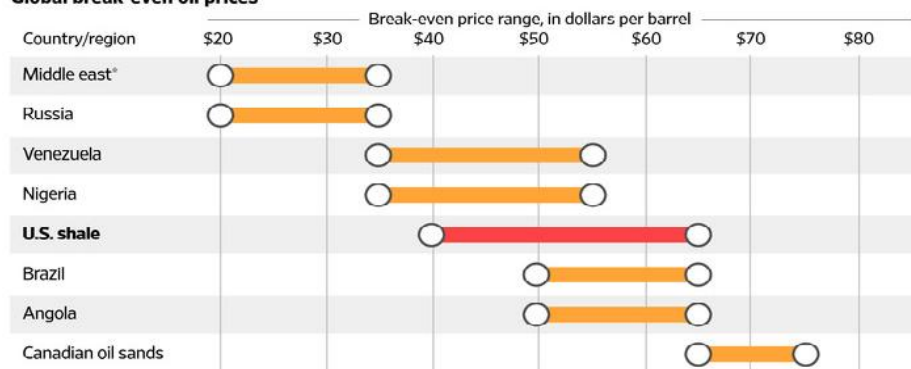 Global break-even oil prices
Break-even price range, in dollars per barrel
Country/region $20 $30 $40 $50 $60 $70 $80
Middle east*
Russia
Venezuela
Nigeria
U.S. shale
Brazil
Angola
Canadian oil sands